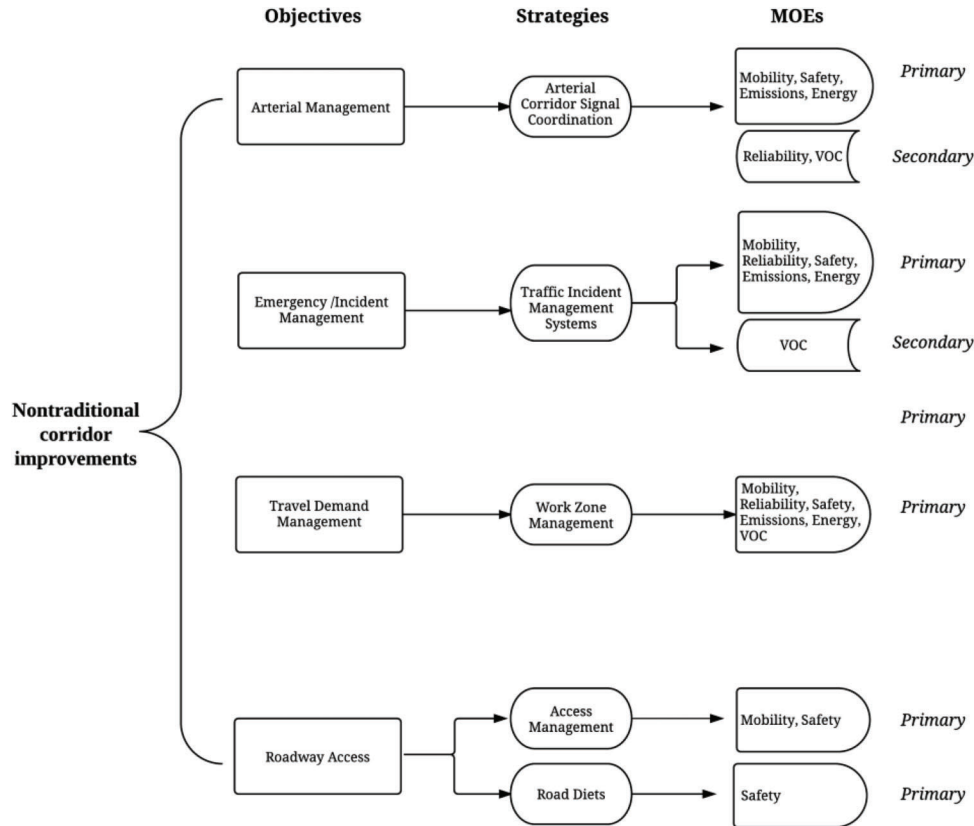 Objectives
Strategies
MOEs
Nontraditional
corridor
improvements
Arterial Management
Arterial
Corridor Signal
Coordination
Mobility, Safety,
Emissions, Energy
Primary
Reliability, VOC
Secondary
Emergency /Incident
Management
Traffic Incident
Management
Systems
Mobility,
Reliability, Safety,
Emissions, Energy
Primary
VOC
Secondary
Primary
Travel Demand
Management
Work Zone
Management
Mobility,
Reliability, Safety,
Emissions, Energy,
VOC
Primary
Roadway Access
Access
Management
Mobility, Safety
Primary
Road Diets
Safety
Primary